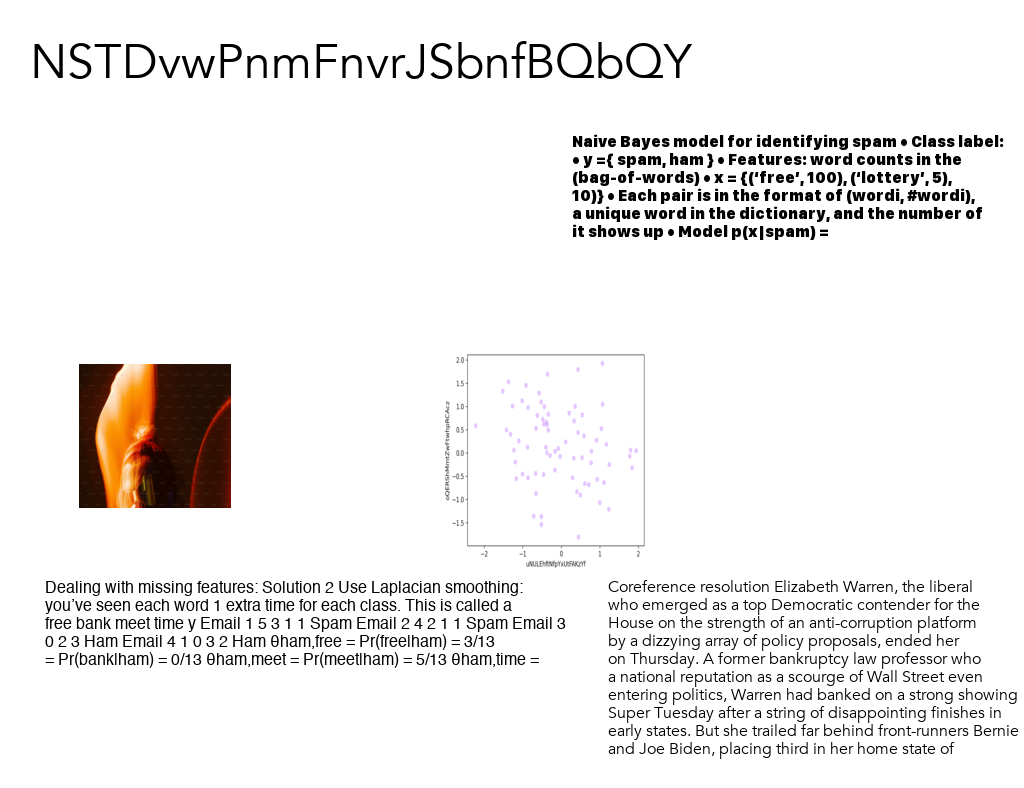 NSTDvwPnmFnvrJSbnfBQbQY
Naive Bayes model for identifying spam • Class label:
• y ={ spam, ham } • Features: word counts in the
(bag-of-words) • x = {(‘free’, 100), (‘lottery’, 5),
10)} • Each pair is in the format of (wordi, #wordi),
a unique word in the dictionary, and the number of
it shows up • Model p(x|spam) =
2.0
1.5
1.0
0.5
0.0
−0.5
−1.0
−1.5
−2
−1
0
1
2
Dealing with missing features: Solution 2 Use Laplacian smoothing:
you’ve seen each word 1 extra time for each class. This is called a
free bank meet time y Email 1 5 3 1 1 Spam Email 2 4 2 1 1 Spam Email 3
0 2 3 Ham Email 4 1 0 3 2 Ham θham,free = Pr(free|ham) = 3/13
= Pr(bank|ham) = 0/13 θham,meet = Pr(meet|ham) = 5/13 θham,time =
Coreference resolution Elizabeth Warren, the liberal
who emerged as a top Democratic contender for the
House on the strength of an anti-corruption platform
by a dizzying array of policy proposals, ended her
on Thursday. A former bankruptcy law professor who
a national reputation as a scourge of Wall Street even
entering politics, Warren had banked on a strong showing
Super Tuesday after a string of disappointing finishes in
early states. But she trailed far behind front-runners Bernie
and Joe Biden, placing third in her home state of